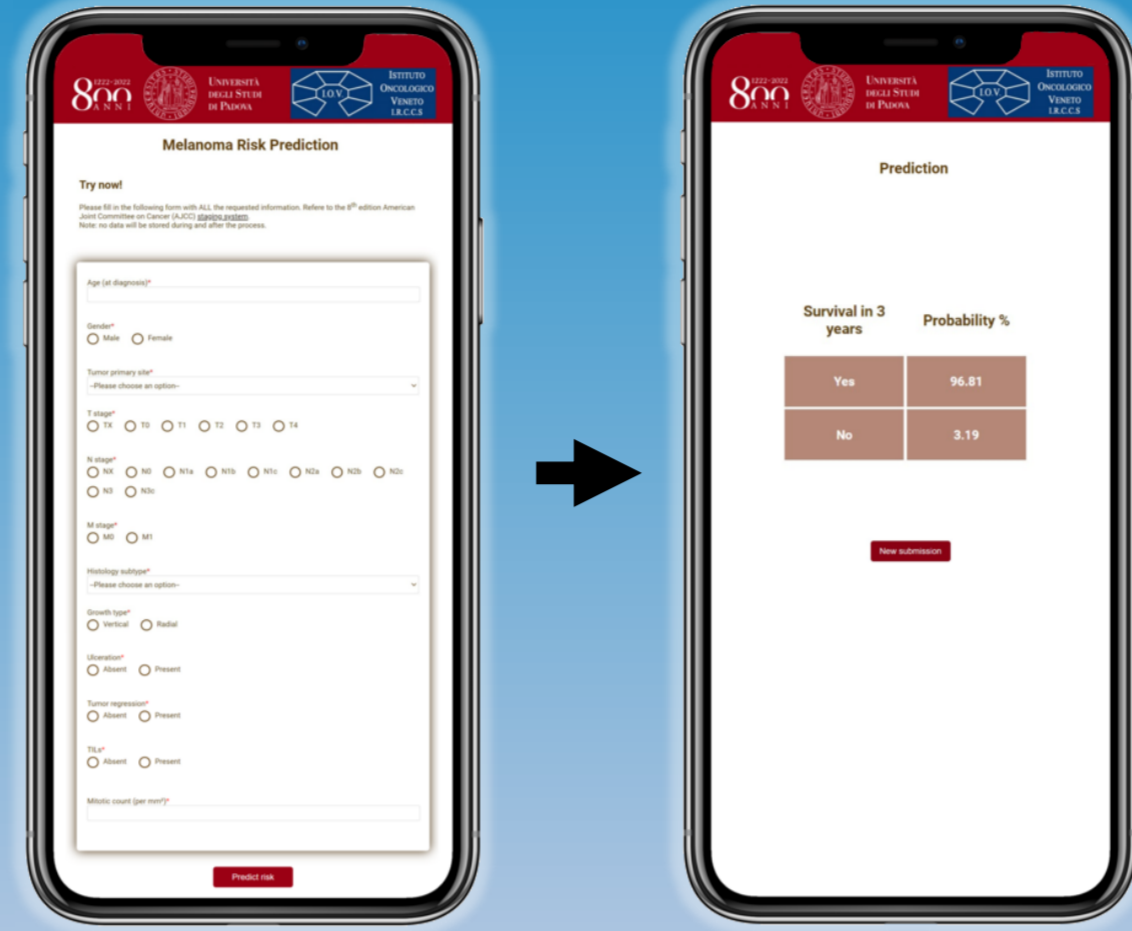 1222-2022
800
ANNI
UNIVERSITÀ
DEGLI STUDI
DI PADOVA
I.O.V.
ISTITUTO
ONCOLOGICO
VENETO
I.R.C.C.S
Melanoma Risk Prediction
Try now!
Please fill in the following form with ALL the requested information. Refere to the 8th edition American
Joint Committee on Cancer (AJCC) staging system.
Note: no data will be stored during and after the process.
Age (at diagnosis)*
Gender*
Male Female
Tumor primary site*
--Please choose an option--
T stage*
TX T0 T1 T2 T3 T4
N stage*
NX N0 N1a N1b N1c N2a N2b N2c
N3 N3c
M stage*
M0 M1
Histology subtype*
--Please choose an option--
Growth type*
Vertical Radial
Ulceration*
Absent Present
Tumor regression*
Absent Present
TILs*
Absent Present
Mitotic count (per mm²)*
Predict risk
1222-2022
800
ANNI
UNIVERSITÀ
DEGLI STUDI
DI PADOVA
I.O.V.
ISTITUTO
ONCOLOGICO
VENETO
I.R.C.C.S
Prediction
Survival in 3
years
Probability %
Yes 96.81
No 3.19
New submission